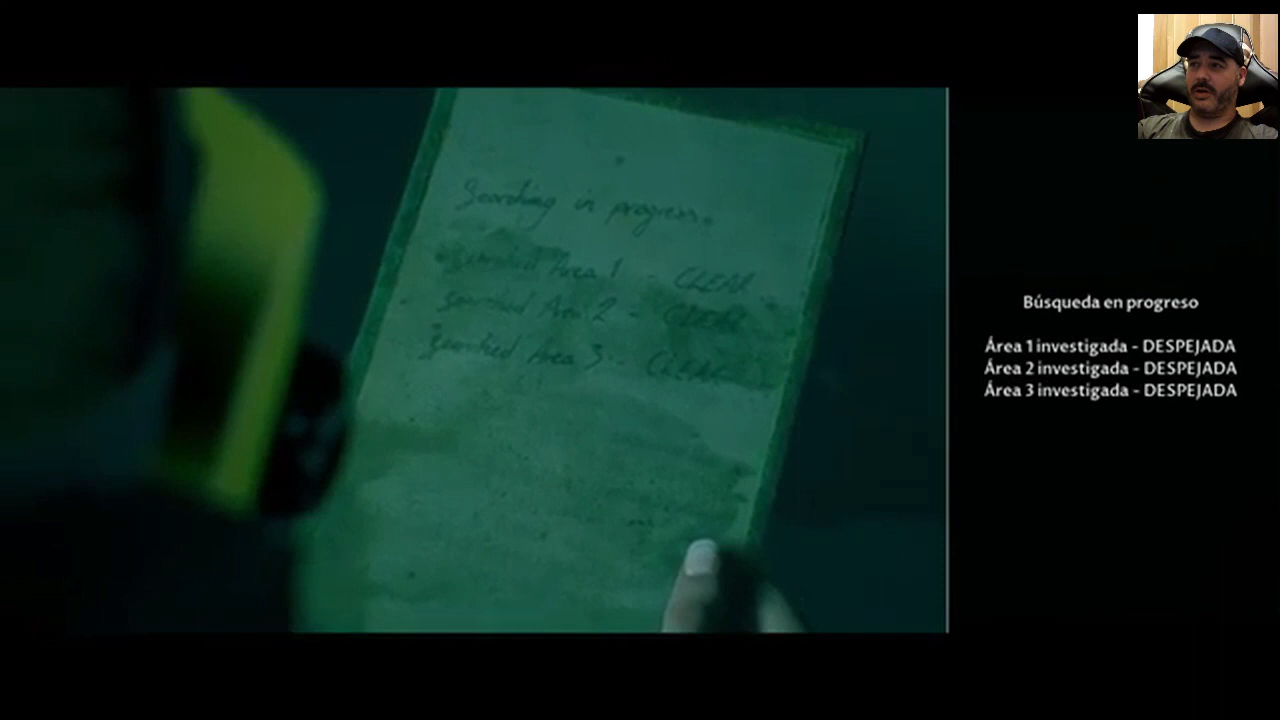 Searching in progress.
Searched Area 1 - CLEAR
Searched Area 2 - CLEAR
Searched Area 3 - CLEAR
Búsqueda en progreso
Área 1 investigada - DESPEJADA
Área 2 investigada - DESPEJADA
Área 3 investigada - DESPEJADA